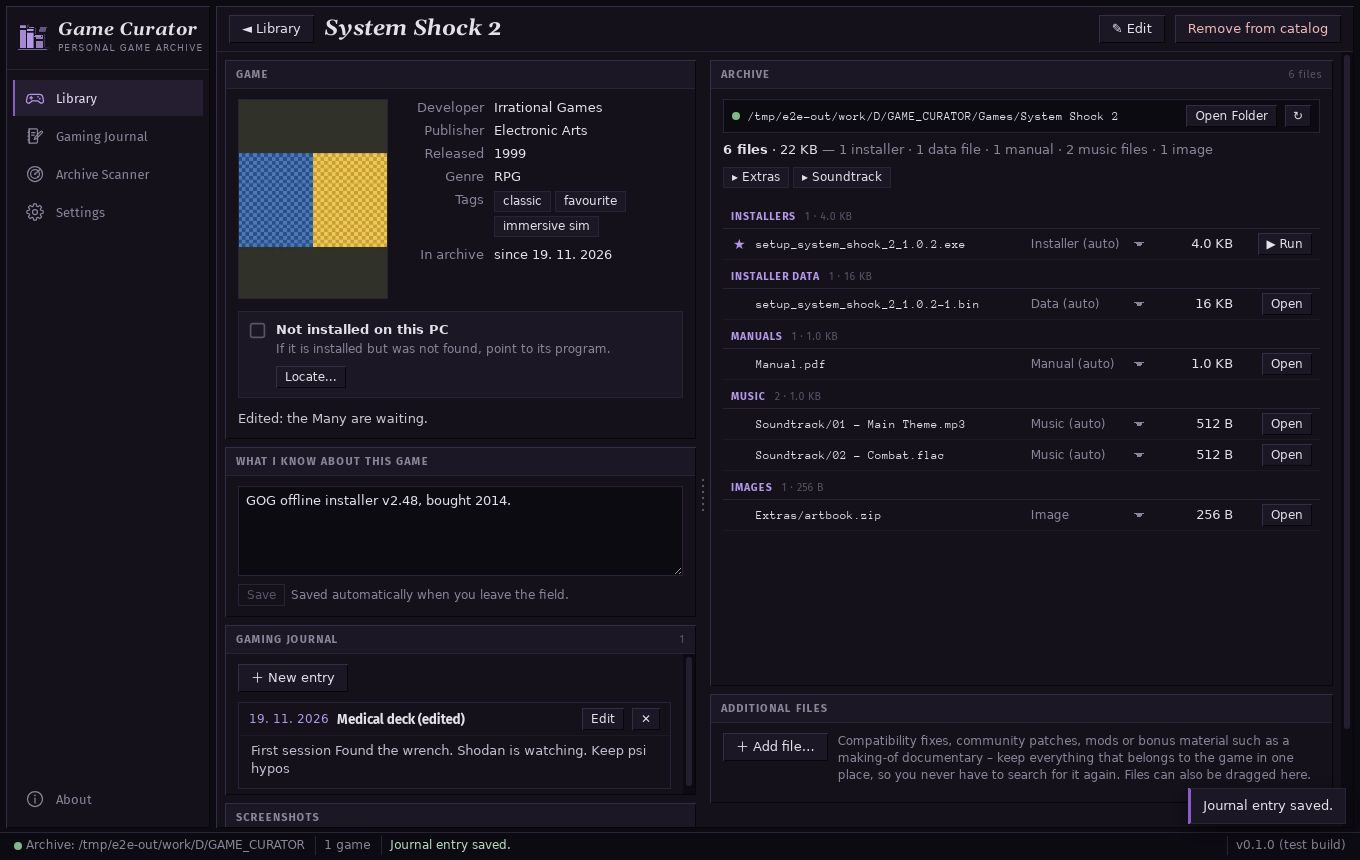 Game Curator
PERSONAL GAME ARCHIVE
Library
Gaming Journal
Archive Scanner
Settings
About
◄ Library
System Shock 2
✎ Edit
Remove from catalog
GAME
Developer Irrational Games
Publisher Electronic Arts
Released 1999
Genre RPG
Tags classic favourite
immersive sim
In archive since 19. 11. 2026
Not installed on this PC
If it is installed but was not found, point to its program.
Locate...
Edited: the Many are waiting.
WHAT I KNOW ABOUT THIS GAME
GOG offline installer v2.48, bought 2014.
Save Saved automatically when you leave the field.
GAMING JOURNAL 1
+ New entry
19. 11. 2026 Medical deck (edited) Edit ✕
First session Found the wrench. Shodan is watching. Keep psi
hypos
SCREENSHOTS
ARCHIVE 6 files
/tmp/e2e-out/work/D/GAME_CURATOR/Games/System Shock 2 Open Folder ↻
6 files · 22 KB — 1 installer · 1 data file · 1 manual · 2 music files · 1 image
▸ Extras ▸ Soundtrack
INSTALLERS 1 · 4.0 KB
★ setup_system_shock_2_1.0.2.exe Installer (auto) 4.0 KB ▶ Run
INSTALLER DATA 1 · 16 KB
setup_system_shock_2_1.0.2-1.bin Data (auto) 16 KB Open
MANUALS 1 · 1.0 KB
Manual.pdf Manual (auto) 1.0 KB Open
MUSIC 2 · 1.0 KB
Soundtrack/01 - Main Theme.mp3 Music (auto) 512 B Open
Soundtrack/02 - Combat.flac Music (auto) 512 B Open
IMAGES 1 · 256 B
Extras/artbook.zip Image 256 B Open
ADDITIONAL FILES
+ Add file...
Compatibility fixes, community patches, mods or bonus material such as a
making-of documentary – keep everything that belongs to the game in one
place, so you never have to search for it again. Files can also be dragged here.
Journal entry saved.
Archive: /tmp/e2e-out/work/D/GAME_CURATOR 1 game Journal entry saved. v0.1.0 (test build)